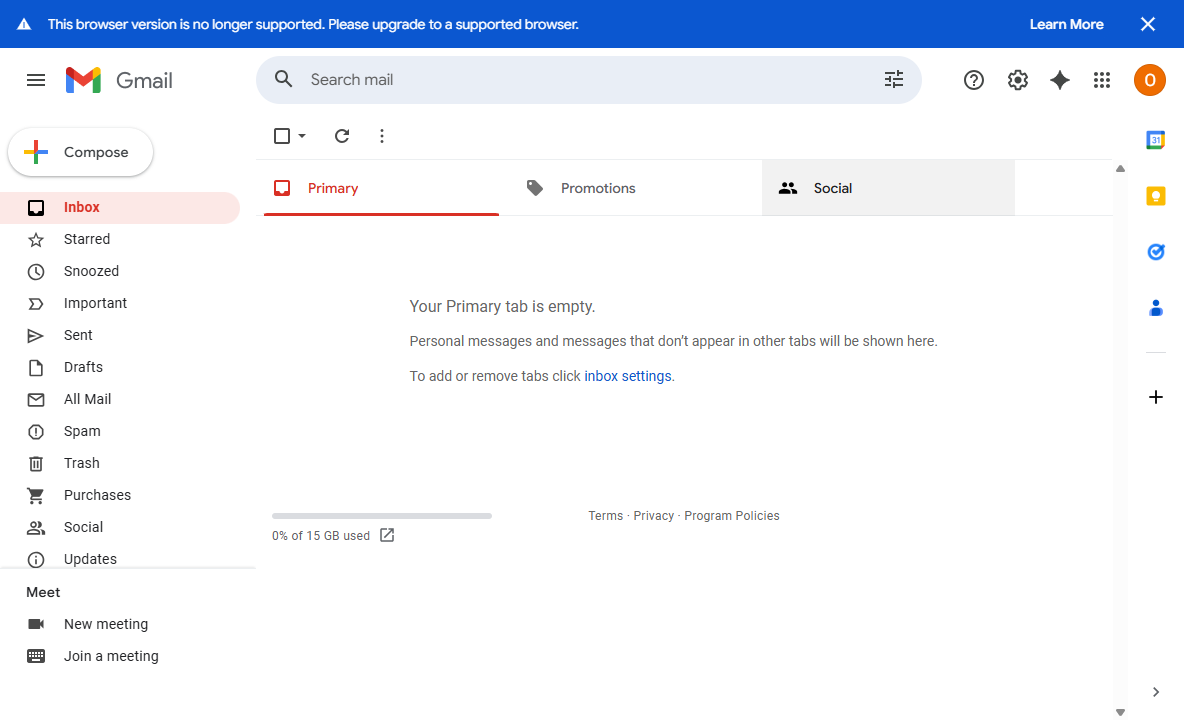 This browser version is no longer supported. Please upgrade to a supported browser.
Learn More
Gmail
Search mail
O
Compose
Inbox
Starred
Snoozed
Important
Sent
Drafts
All Mail
Spam
Trash
Purchases
Social
Updates
Meet
New meeting
Join a meeting
Primary
Promotions
Social
Your Primary tab is empty.
Personal messages and messages that don’t appear in other tabs will be shown here.
To add or remove tabs click inbox settings.
0% of 15 GB used
Terms · Privacy · Program Policies
31